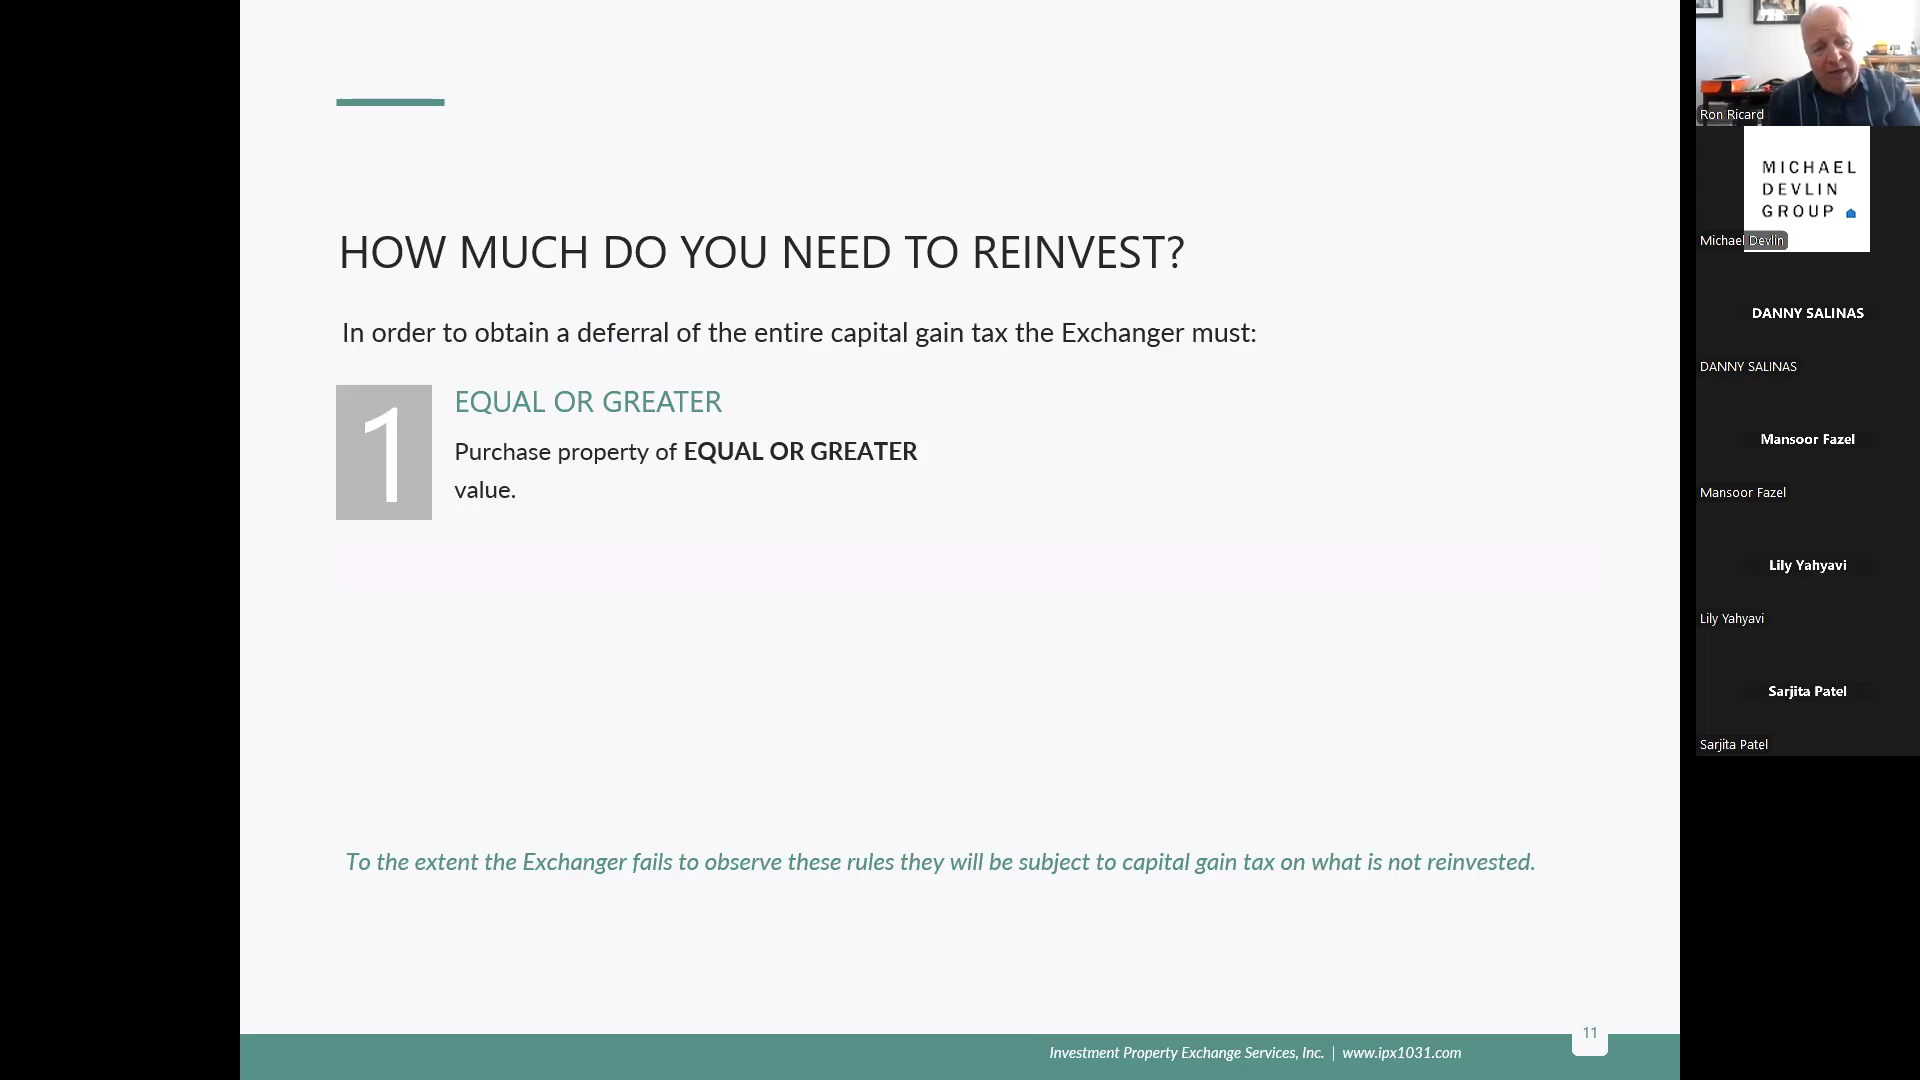 HOW MUCH DO YOU NEED TO REINVEST?
In order to obtain a deferral of the entire capital gain tax the Exchanger must:
1
EQUAL OR GREATER
Purchase property of EQUAL OR GREATER
value.
To the extent the Exchanger fails to observe these rules they will be subject to capital gain tax on what is not reinvested.
Investment Property Exchange Services, Inc. | www.ipx1031.com
11
Ron Ricard
MICHAEL
DEVLIN
GROUP
Michael Devlin
DANNY SALINAS
DANNY SALINAS
Mansoor Fazel
Mansoor Fazel
Lily Yahyavi
Lily Yahyavi
Sarjita Patel
Sarjita Patel